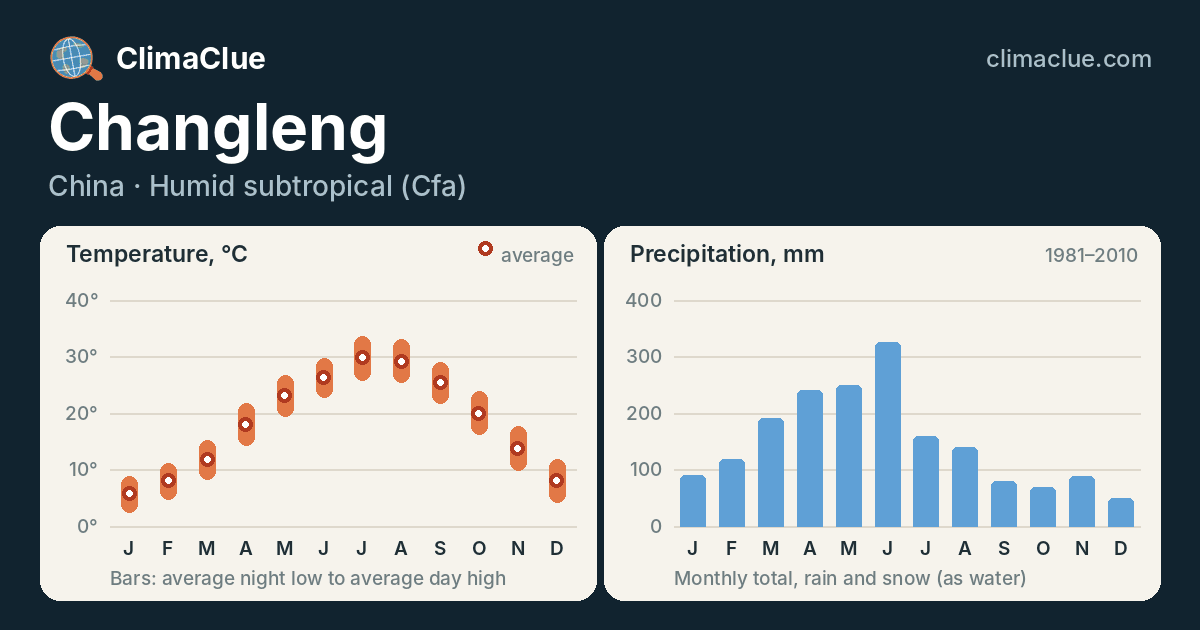 ClimaClue
climaclue.com
Changleng
China · Humid subtropical (Cfa)
Temperature, °C
average
40°
30°
20°
10°
0°
J F M A M J J A S O N D
Bars: average night low to average day high
Precipitation, mm
1981–2010
400
300
200
100
0
J F M A M J J A S O N D
Monthly total, rain and snow (as water)